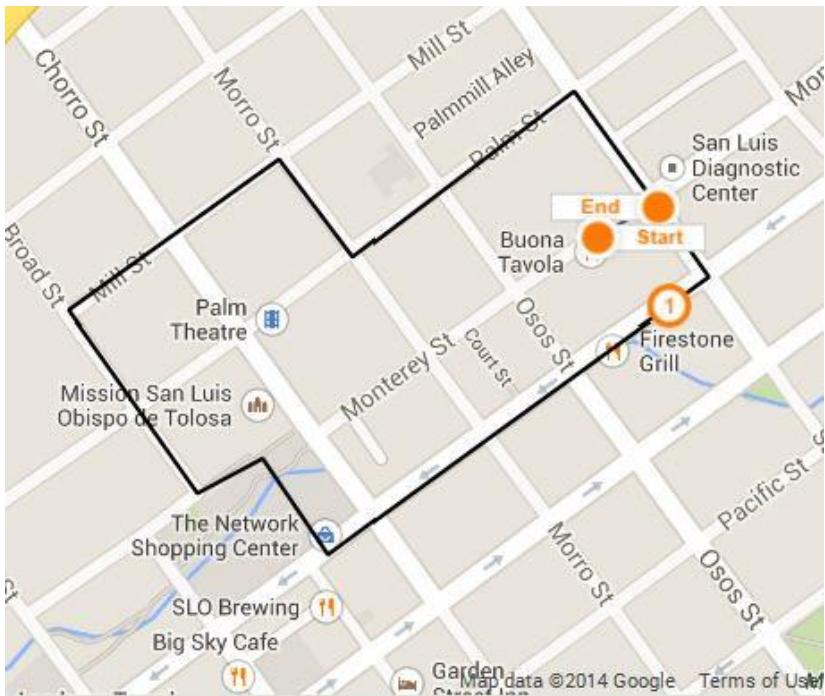 Mill St
Chorro St
Morro St
Palmmill Alley
Palm St
San Luis
Diagnostic
Center
End
Start
Buona
Tavola
Broad St
Mill St
Palm
Theatre
Osos St
1
Firestone
Grill
Court St
Monterey St
Mission San Luis
Obispo de Tolosa
Pacific St
The Network
Shopping Center
Morro St
Osos St
SLO Brewing
Big Sky Cafe
Garden
Street Inn
Map data ©2014 Google
Terms of Use